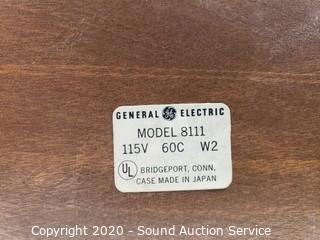 GENERAL GE ELECTRIC
MODEL 8111
115V 60C W2
UL BRIDGEPORT, CONN.
CASE MADE IN JAPAN
Copyright 2020 - Sound Auction Service